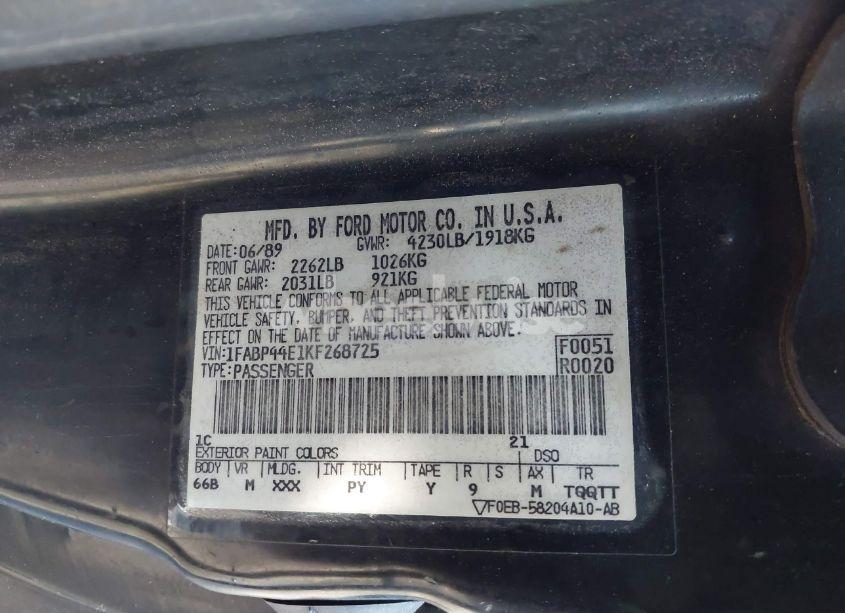 MFD. BY FORD MOTOR CO. IN U.S.A.
DATE: 06/89 GVWR: 4230LB/1918KG
FRONT GAWR: 2262LB 1026KG
REAR GAWR: 2031LB 921KG
THIS VEHICLE CONFORMS TO ALL APPLICABLE FEDERAL MOTOR
VEHICLE SAFETY, BUMPER, AND THEFT PREVENTION STANDARDS IN
EFFECT ON THE DATE OF MANUFACTURE SHOWN ABOVE.
VIN: 1FABP44E1KF268725 F0051
TYPE: PASSENGER R0020
1C 21
EXTERIOR PAINT COLORS DSO
BODY VR MLDG. INT TRIM TAPE R S AX TR
66B M XXX PY Y 9 M TQQTT
▽F0EB-58204A10-AB